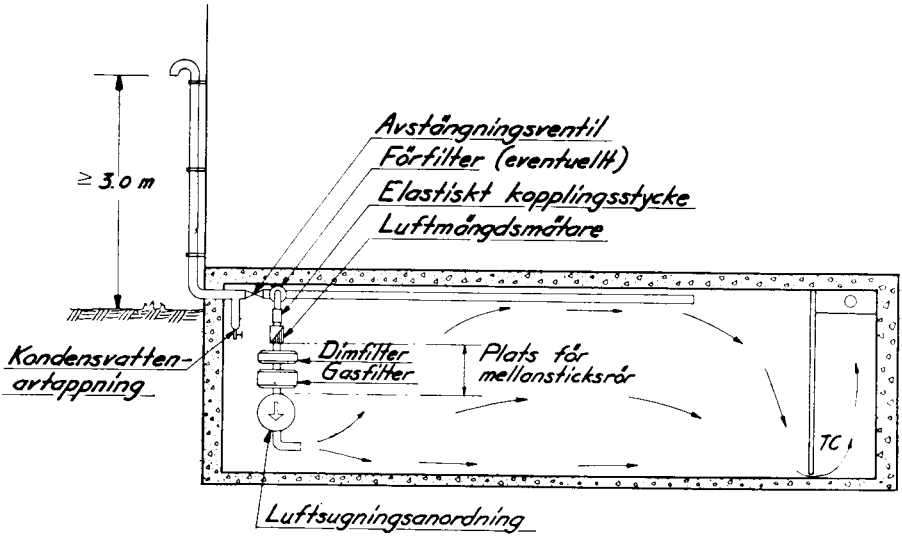 Avstängningsventil
Förfilter (eventuellt)
Elastiskt kopplingsstycke
Luftmängdsmätare
≥ 3.0 m
Kondensvatten-
avtappning
Dimfilter
Gasfilter
Plats för
mellansticksrör
TC
Luftsugningsanordning